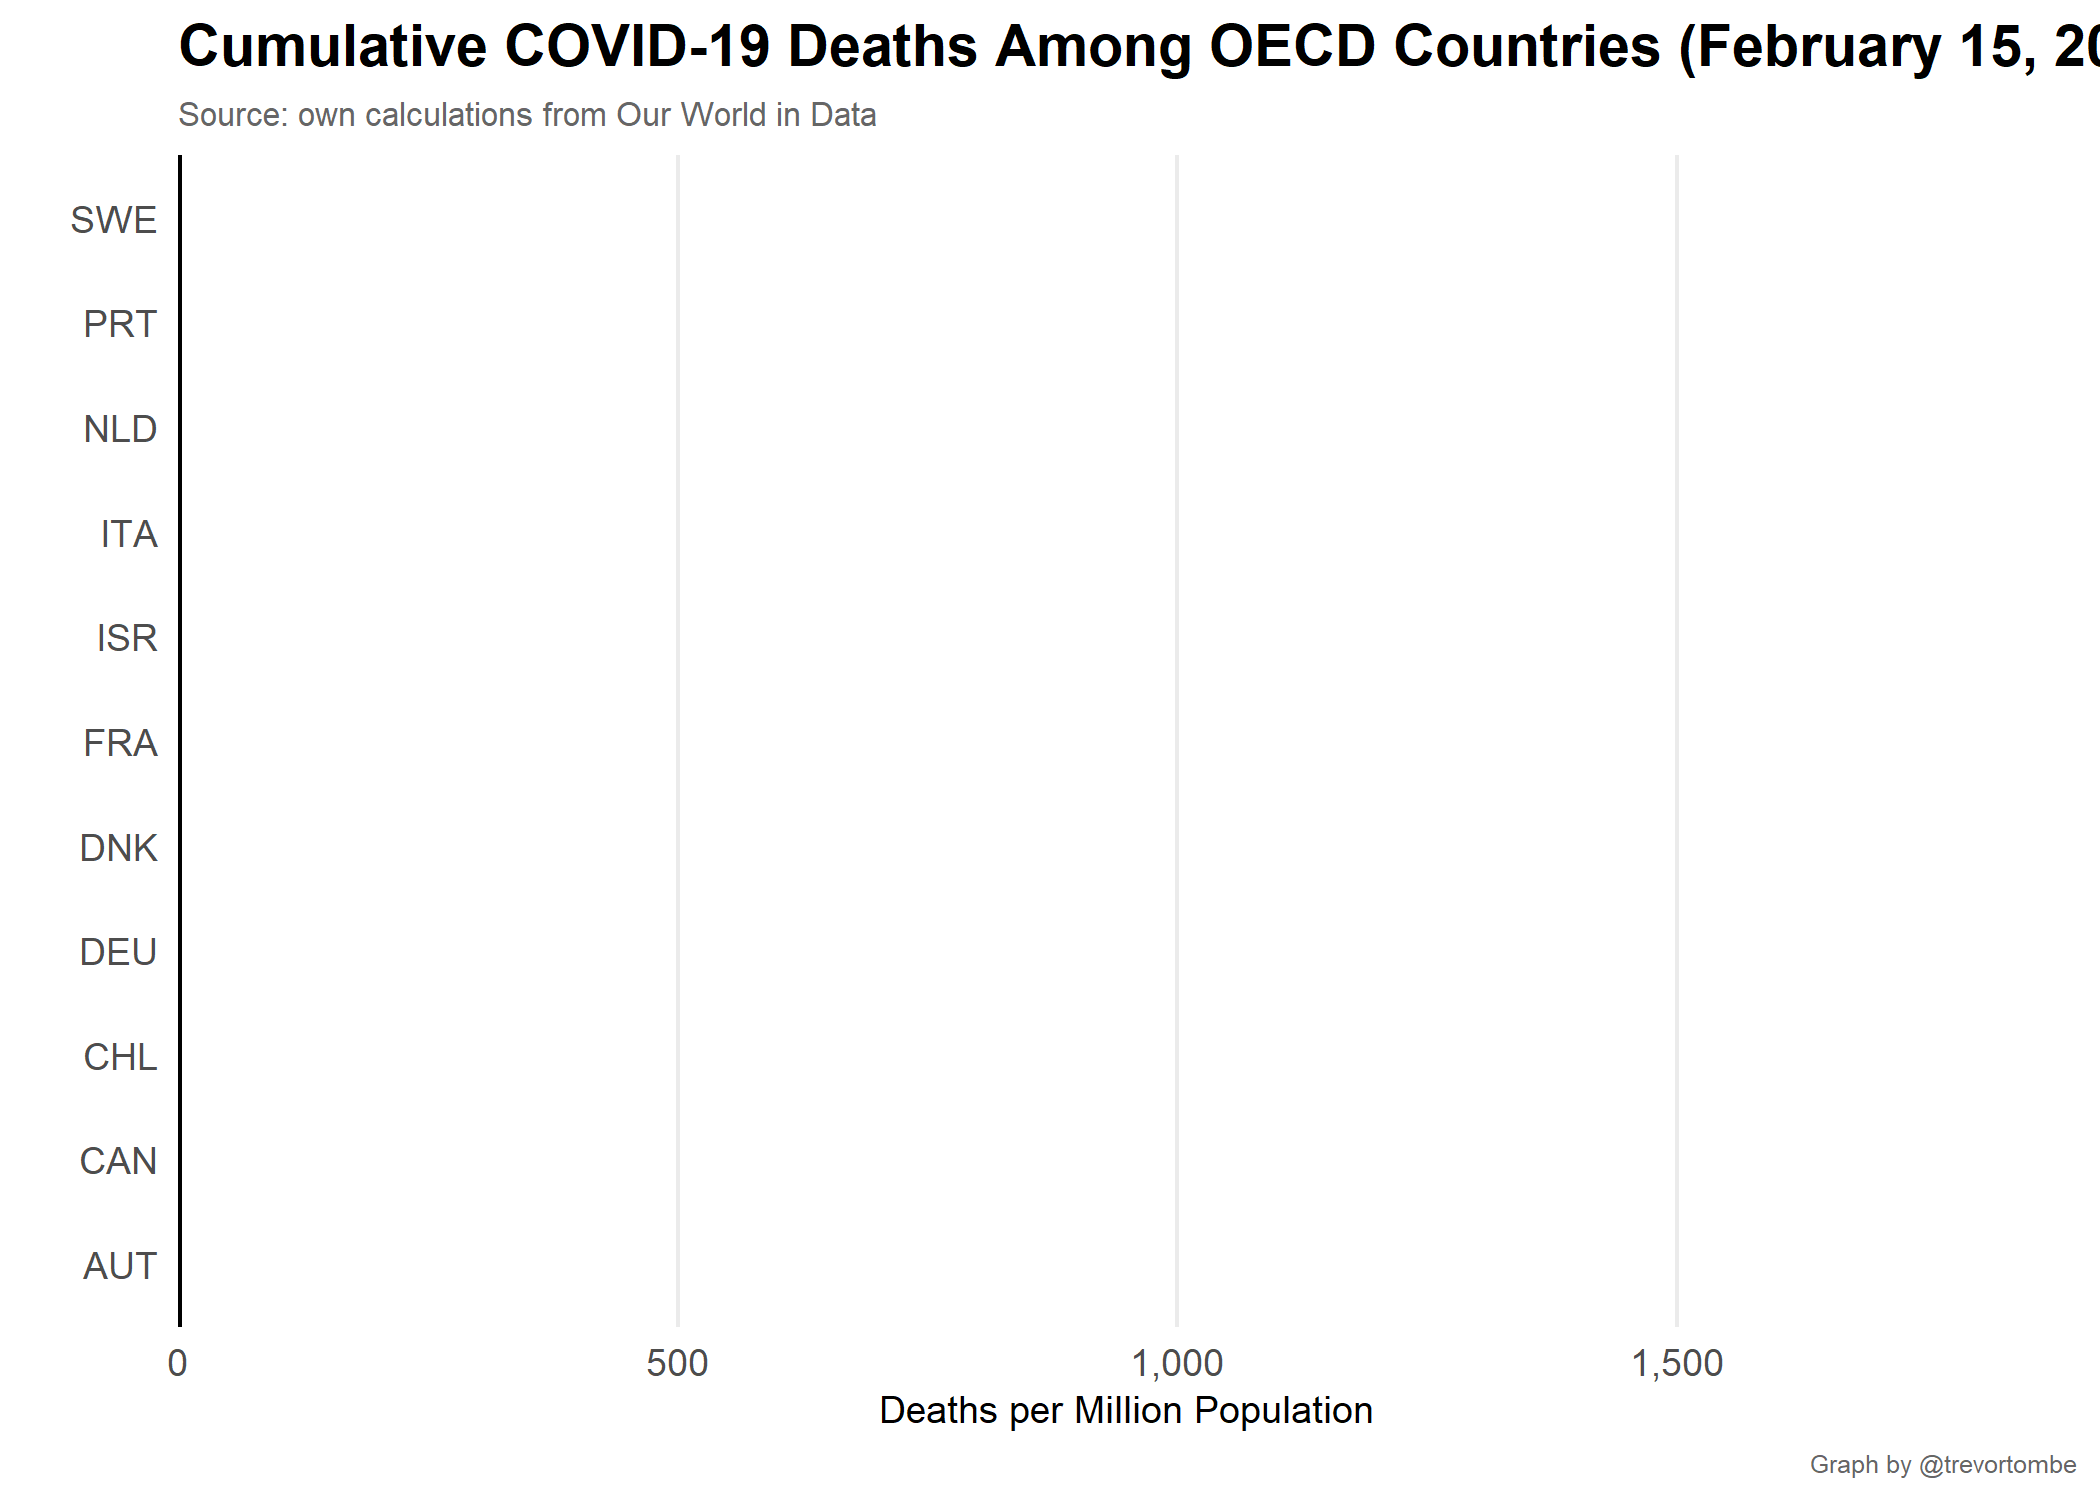 Cumulative COVID-19 Deaths Among OECD Countries (February 15, 20
Source: own calculations from Our World in Data
SWE
PRT
NLD
ITA
ISR
FRA
DNK
DEU
CHL
CAN
AUT
0 500 1,000 1,500
Deaths per Million Population
Graph by @trevortombe